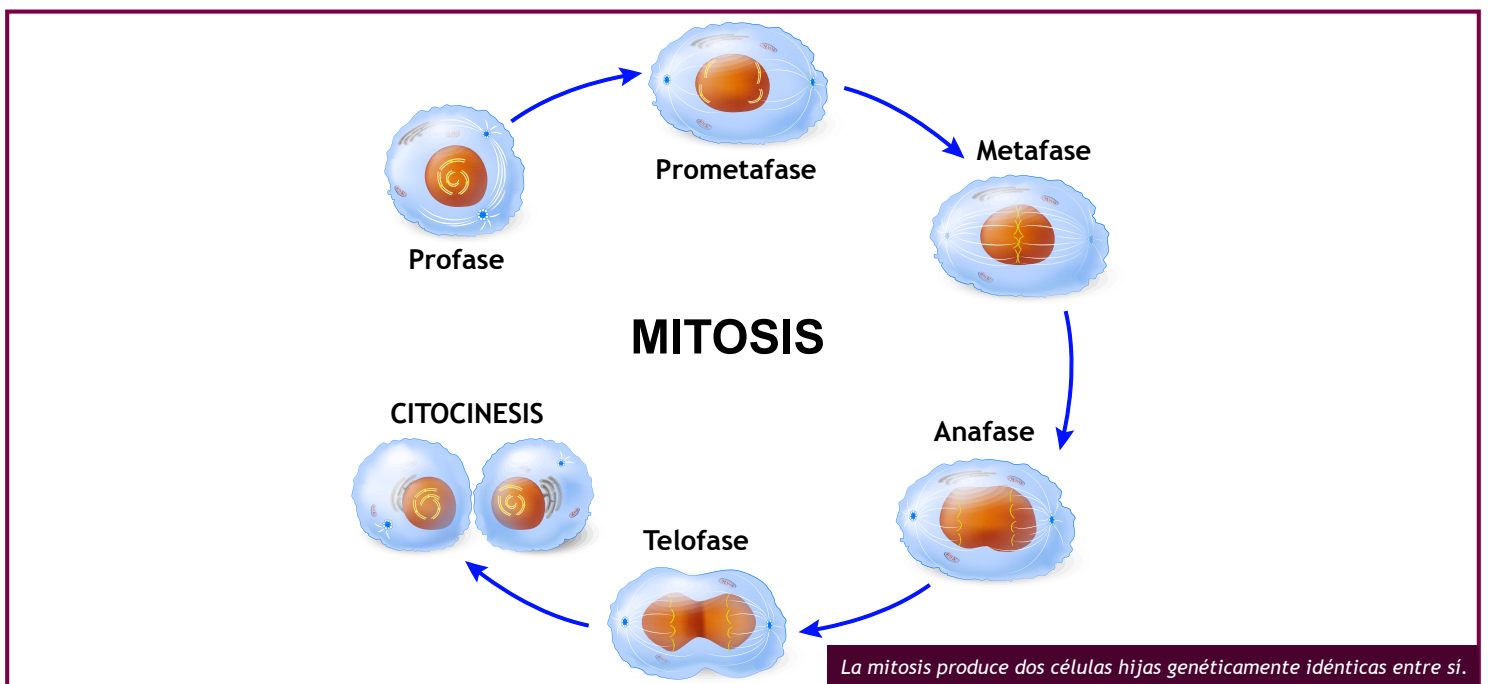 Profase
Prometafase
Metafase
MITOSIS
Anafase
Telofase
CITOCINESIS
La mitosis produce dos células hijas genéticamente idénticas entre sí.